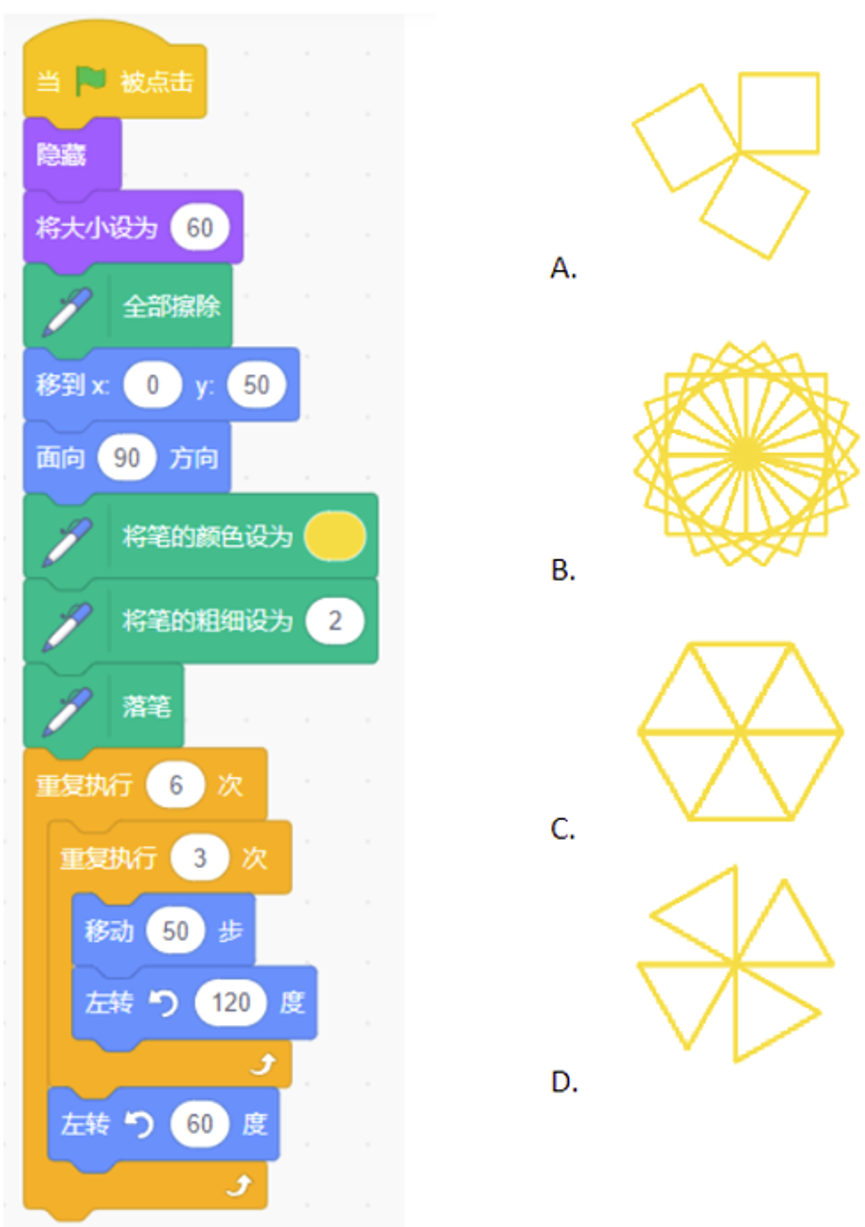 当 被点击
隐藏
将大小设为 60
全部擦除
移到 x: 0 y: 50
面向 90 方向
将笔的颜色设为
将笔的粗细设为 2
落笔
重复执行 6 次
重复执行 3 次
移动 50 步
左转 120 度
左转 60 度
A.
B.
C.
D.